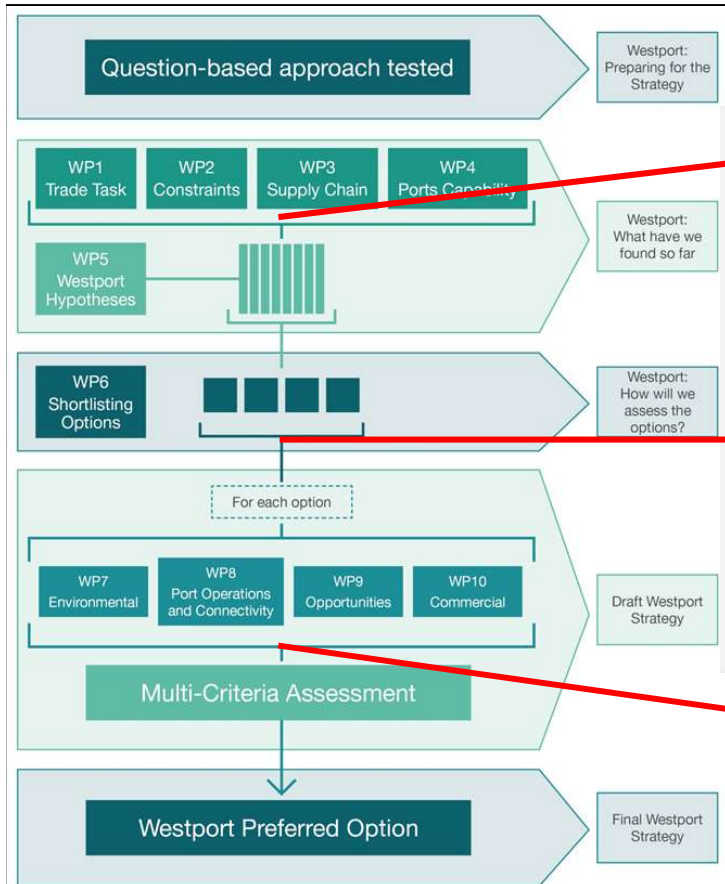 Question-based approach tested
Westport:
Preparing for the
Strategy
WP1
Trade Task
WP2
Constraints
WP3
Supply Chain
WP4
Ports Capability
WP5
Westport
Hypotheses
Westport:
What have we
found so far
WP6
Shortlisting
Options
Westport:
How will we
assess the
options?
For each option
WP7
Environmental
WP8
Port Operations
and Connectivity
WP9
Opportunities
WP10
Commercial
Draft Westport
Strategy
Multi-Criteria Assessment
Westport Preferred Option
Final Westport
Strategy